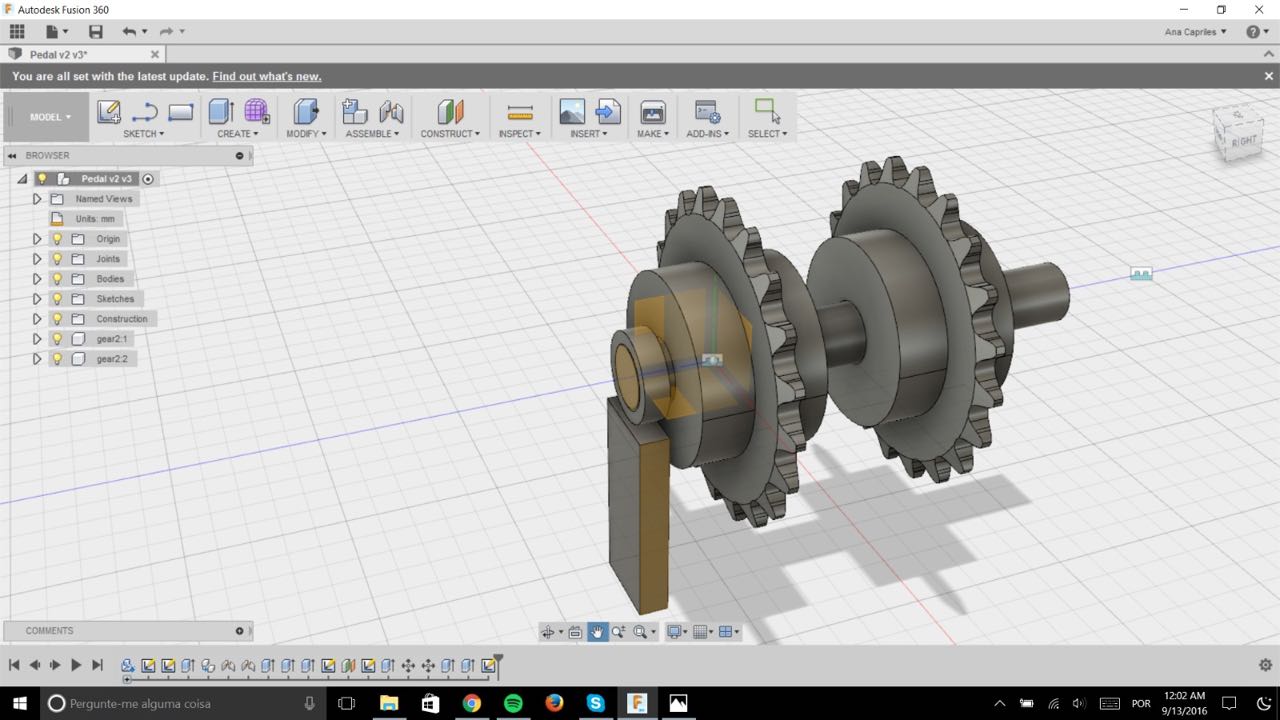 Autodesk Fusion 360
Ana Capriles
Pedal v2 v3*
You are all set with the latest update. Find out what's new.
MODEL
SKETCH
CREATE
MODIFY
ASSEMBLE
CONSTRUCT
INSPECT
INSERT
MAKE
ADD-INS
SELECT
BROWSER
RIGHT
Pedal v2 v3
Named Views
Units: mm
Origin
Joints
Bodies
Sketches
Construction
gear2:1
gear2:2
COMMENTS
Pergunte-me alguma coisa
POR
12:02 AM
9/13/2016